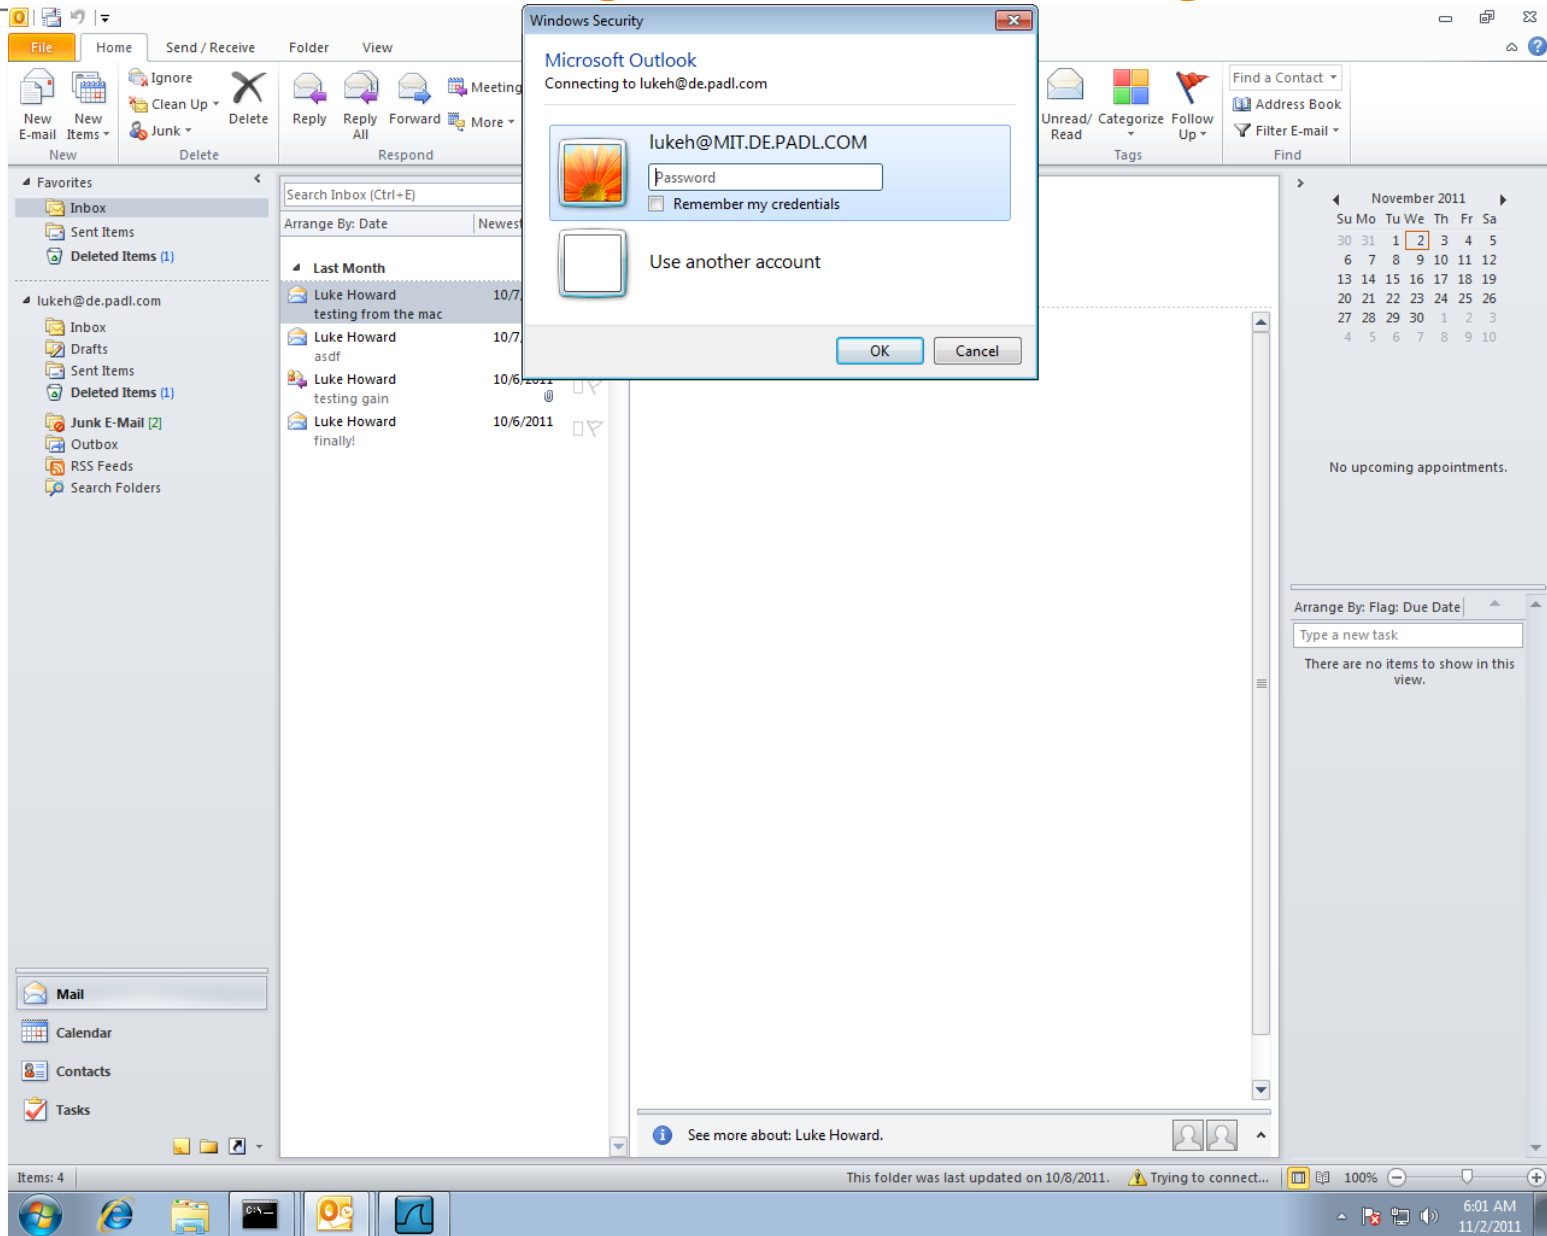 Windows Security
Microsoft Outlook
Connecting to lukeh@de.padl.com
lukeh@MIT.DE.PADL.COM
Password
Remember my credentials
Use another account
OK
Cancel
File
Home
Send / Receive
Folder
View
New
E-mail
New
Items
New
Ignore
Clean Up
Junk
Delete
Delete
Reply
Reply
All
Forward
Meeting
More
Respond
Unread/
Read
Categorize
Follow
Up
Tags
Find a Contact
Address Book
Filter E-mail
Find
Favorites
Inbox
Sent Items
Deleted Items (1)
lukeh@de.padl.com
Inbox
Drafts
Sent Items
Deleted Items (1)
Junk E-Mail [2]
Outbox
RSS Feeds
Search Folders
Mail
Calendar
Contacts
Tasks
Search Inbox (Ctrl+E)
Arrange By: Date
Newest
Last Month
Luke Howard 10/7
testing from the mac
Luke Howard 10/7
asdf
Luke Howard 10/6/2011
testing gain
Luke Howard 10/6/2011
finally!
See more about: Luke Howard.
November 2011
Su Mo Tu We Th Fr Sa
30 31 1 2 3 4 5
6 7 8 9 10 11 12
13 14 15 16 17 18 19
20 21 22 23 24 25 26
27 28 29 30 1 2 3
4 5 6 7 8 9 10
No upcoming appointments.
Arrange By: Flag: Due Date
Type a new task
There are no items to show in this
view.
Items: 4
This folder was last updated on 10/8/2011.
Trying to connect...
100%
C:\
6:01 AM
11/2/2011